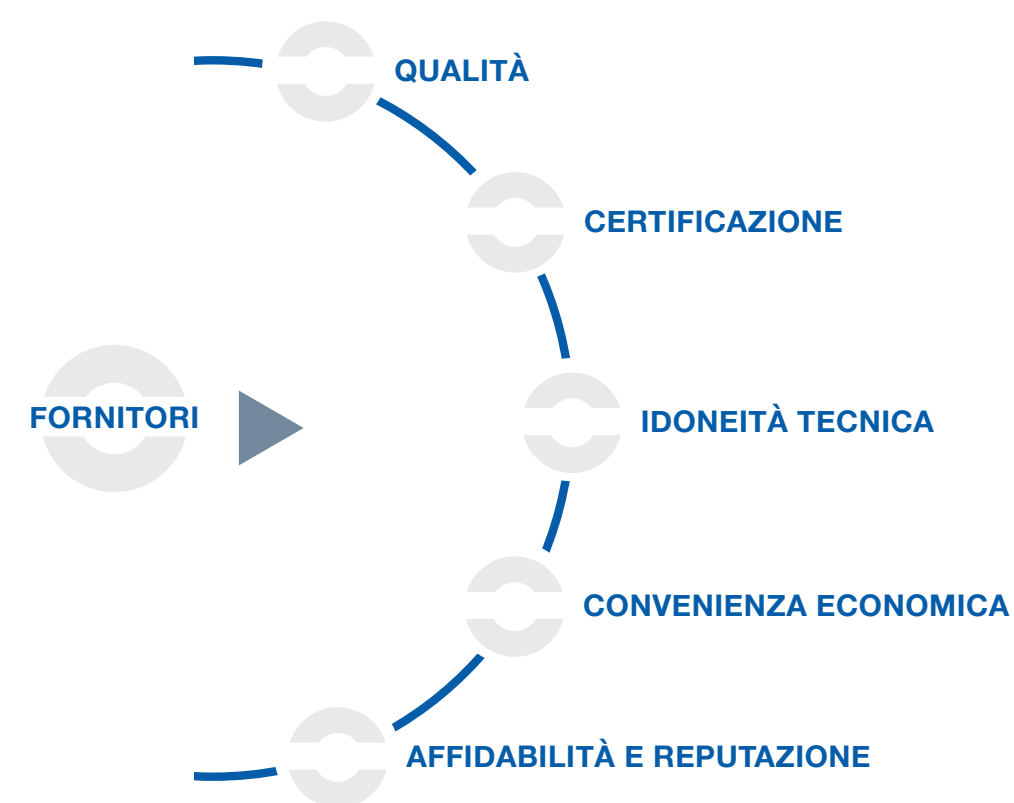 QUALITÀ
CERTIFICAZIONE
FORNITORI
IDONEITÀ TECNICA
CONVENIENZA ECONOMICA
AFFIDABILITÀ E REPUTAZIONE